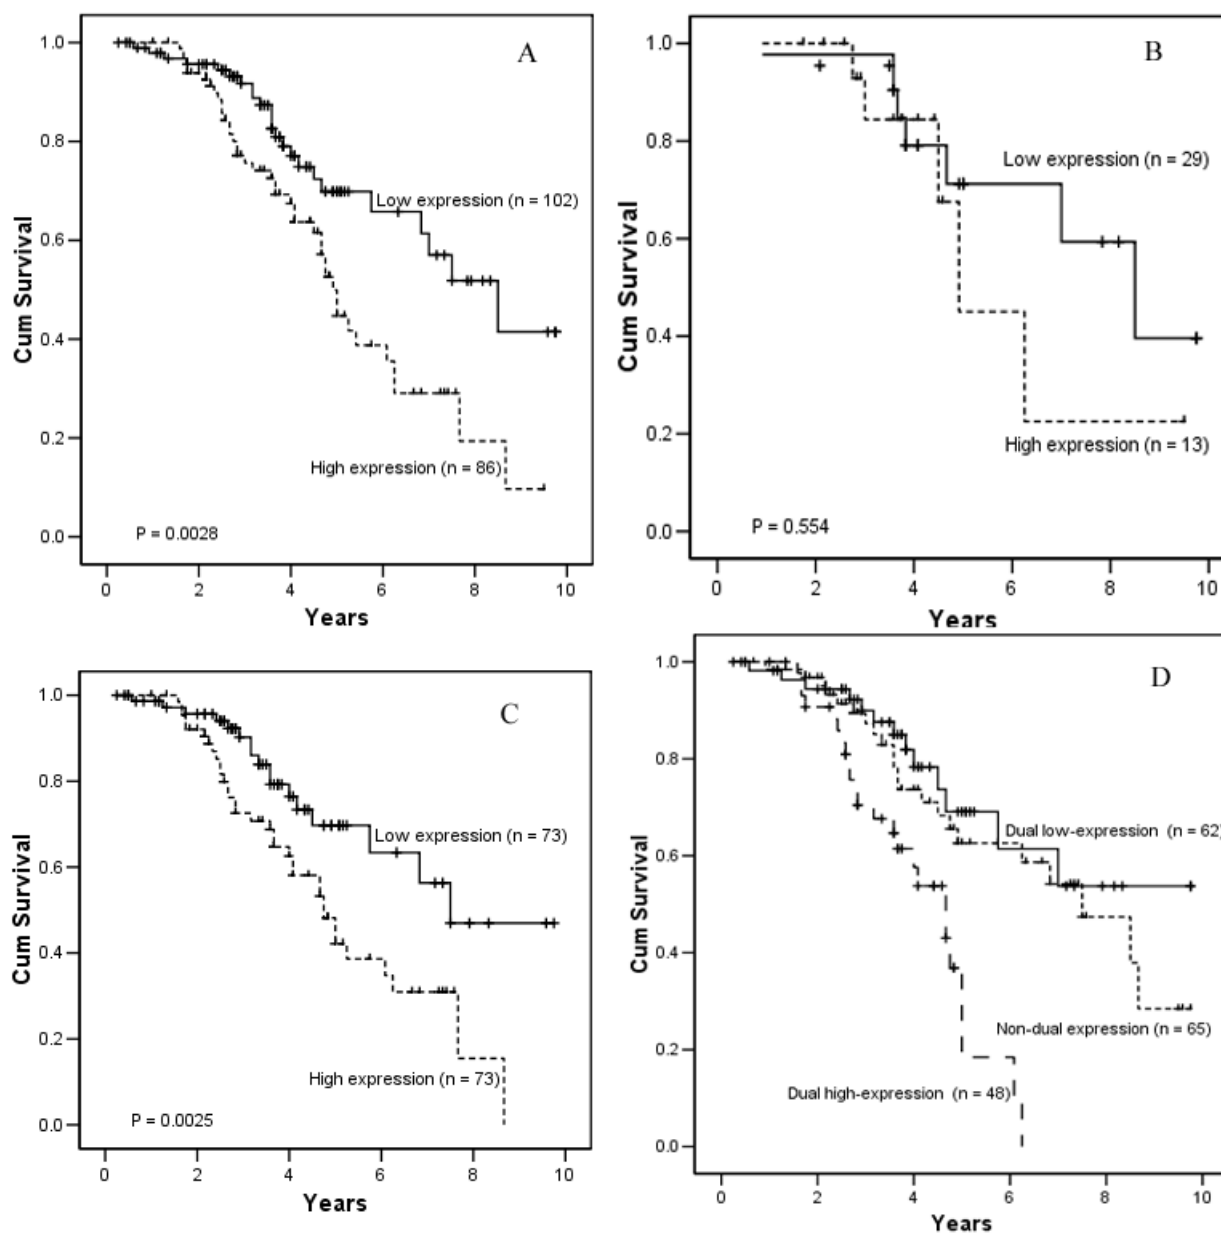 A
1.0
0.8
0.6
0.4
0.2
0.0
Cum Survival
Low expression (n = 102)
High expression (n = 86)
P = 0.0028
0 2 4 6 8 10
Years
B
1.0
0.8
0.6
0.4
0.2
0.0
Cum Survival
Low expression (n = 29)
High expression (n = 13)
P = 0.554
0 2 4 6 8 10
Years
C
1.0
0.8
0.6
0.4
0.2
0.0
Cum Survival
Low expression (n = 73)
High expression (n = 73)
P = 0.0025
0 2 4 6 8 10
Years
D
1.0
0.8
0.6
0.4
0.2
0.0
Cum Survival
Dual low-expression (n = 62)
Non-dual expression (n = 65)
Dual high-expression (n = 48)
0 2 4 6 8 10
Years